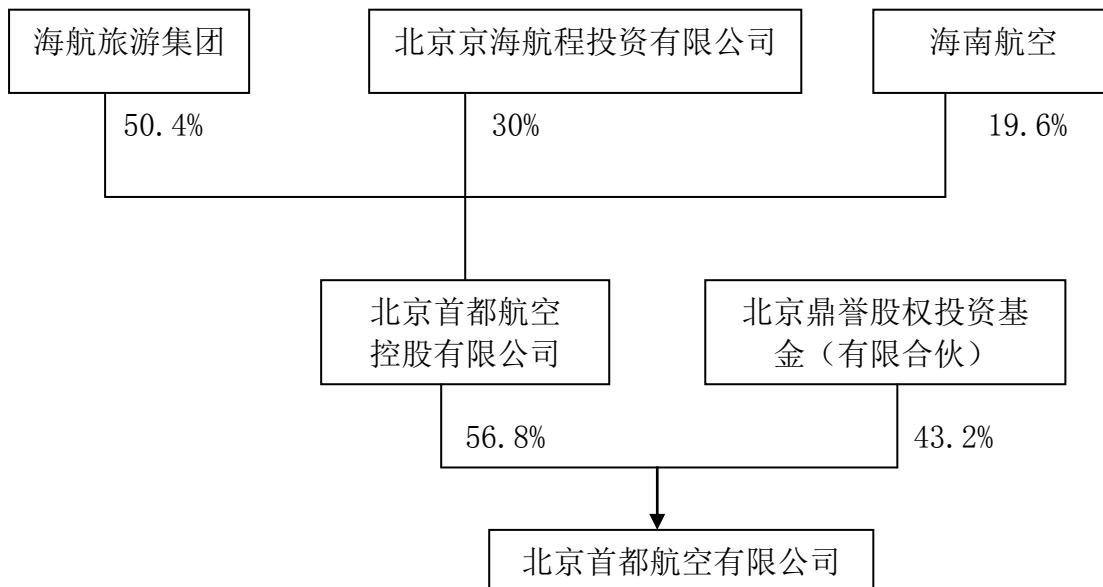 海航旅游集团
北京京海航程投资有限公司
海南航空
50.4%
30%
19.6%
北京首都航空
控股有限公司
北京鼎誉股权投资基
金（有限合伙）
56.8%
43.2%
北京首都航空有限公司